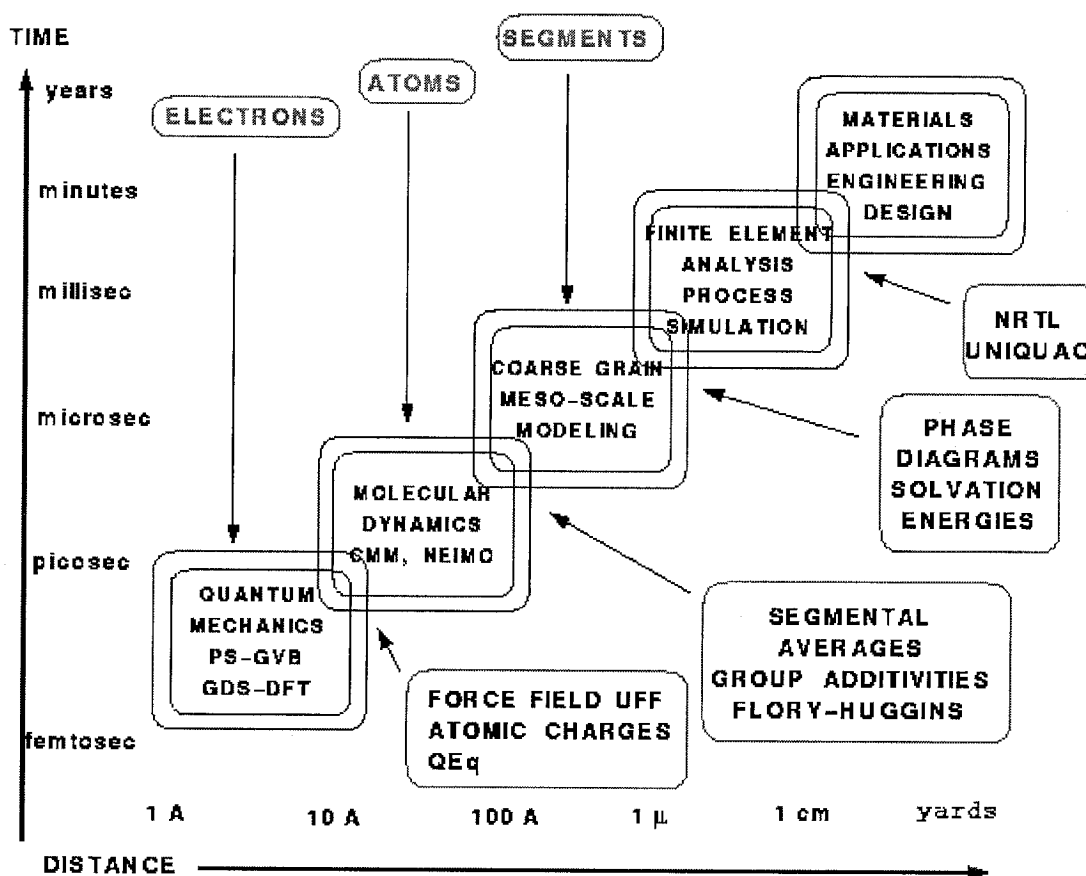 TIME
years
minutes
millisec
microsec
picosec
femtosec
ELECTRONS
ATOMS
SEGMENTS
MATERIALS
APPLICATIONS
ENGINEERING
DESIGN
FINITE ELEMENT
ANALYSIS
PROCESS
SIMULATION
NRTL
UNIQUAC
COARSE GRAIN
MESO-SCALE
MODELING
PHASE
DIAGRAMS
SOLVATION
ENERGIES
MOLECULAR
DYNAMICS
CMM, NEIMO
SEGMENTAL
AVERAGES
GROUP ADDITIVITIES
FLORY-HUGGINS
QUANTUM
MECHANICS
PS-GVB
GDS-DFT
FORCE FIELD UFF
ATOMIC CHARGES
QEq
1 A 10 A 100 A 1 μ 1 cm yards
DISTANCE